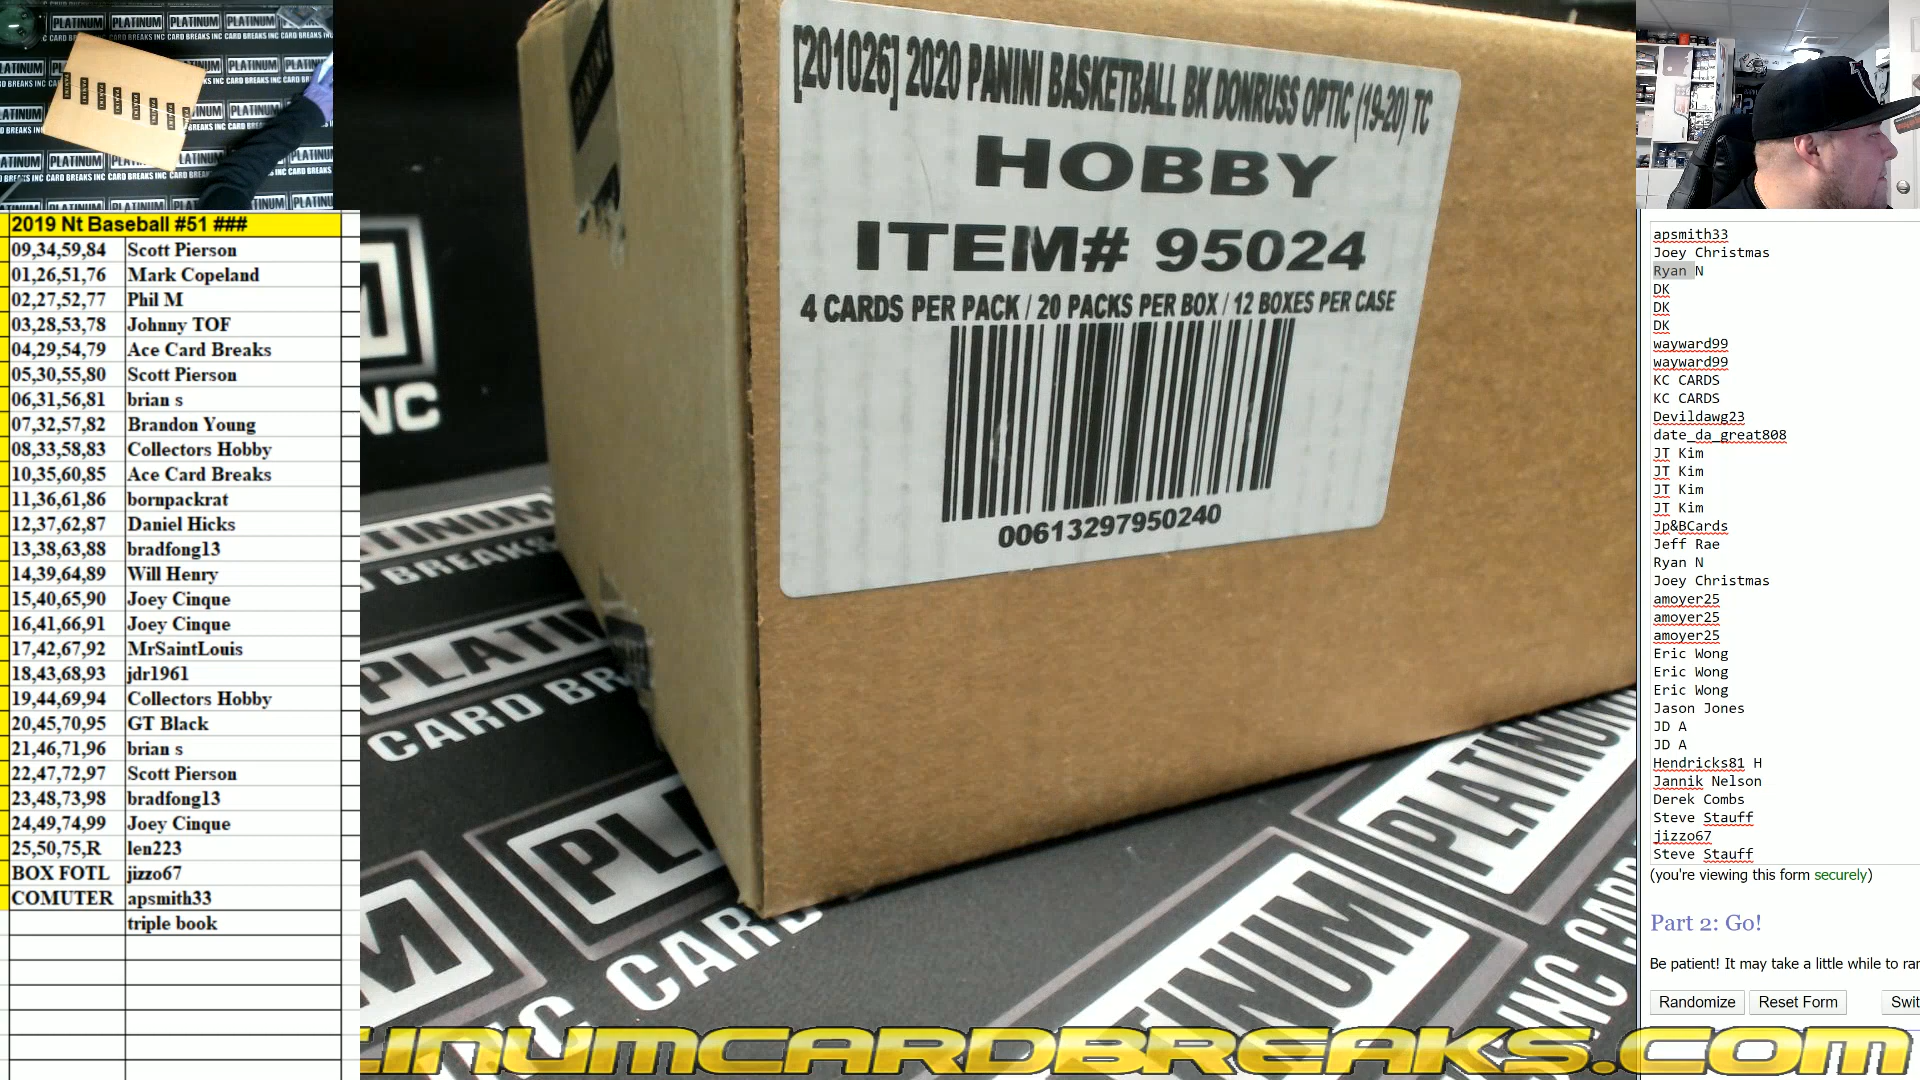 2019 Nt Baseball #51 ###
09,34,59,84 Scott Pierson
01,26,51,76 Mark Copeland
02,27,52,77 Phil M
03,28,53,78 Johnny TOF
04,29,54,79 Ace Card Breaks
05,30,55,80 Scott Pierson
06,31,56,81 brian s
07,32,57,82 Brandon Young
08,33,58,83 Collectors Hobby
10,35,60,85 Ace Card Breaks
11,36,61,86 bornpackrat
12,37,62,87 Daniel Hicks
13,38,63,88 bradfong13
14,39,64,89 Will Henry
15,40,65,90 Joey Cinque
16,41,66,91 Joey Cinque
17,42,67,92 MrSaintLouis
18,43,68,93 jdr1961
19,44,69,94 Collectors Hobby
20,45,70,95 GT Black
21,46,71,96 brian s
22,47,72,97 Scott Pierson
23,48,73,98 bradfong13
24,49,74,99 Joey Cinque
25,50,75,R len223
BOX FOTL jizzo67
COMUTER apsmith33
triple book
[201026] 2020 PANINI BASKETBALL BK DONRUSS OPTIC (19-20) TC
HOBBY
ITEM# 95024
4 CARDS PER PACK / 20 PACKS PER BOX / 12 BOXES PER CASE
00613297950240
apsmith33
Joey Christmas
Ryan N
DK
DK
DK
wayward99
wayward99
KC CARDS
KC CARDS
Devildawg23
date_da_great808
JT Kim
JT Kim
JT Kim
JT Kim
Jp&BCards
Jeff Rae
Ryan N
Joey Christmas
amoyer25
amoyer25
amoyer25
Eric Wong
Eric Wong
Eric Wong
Jason Jones
JD A
JD A
Hendricks81 H
Jannik Nelson
Derek Combs
Steve Stauff
jizzo67
Steve Stauff
(you're viewing this form securely)
Part 2: Go!
Be patient! It may take a little while to ran
Randomize Reset Form Swit
LINUMCARDBREAKS.COM